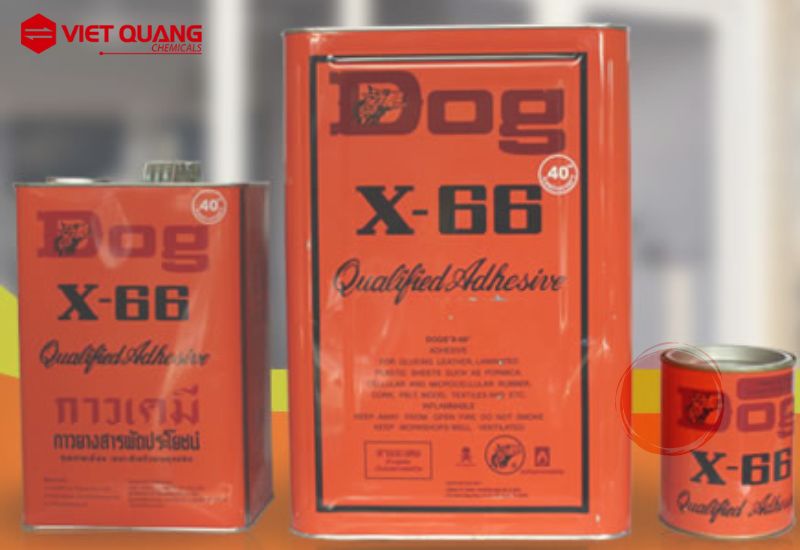 VIET QUANG
CHEMICALS
Dog
40
X-66
Qualified Adhesive
กาวเคมี
กาวยางสารพัดประโยชน์
Dog
40
X-66
Qualified Adhesive
DOGS'X-66'
ADHESIVE
FOR GLUEING LEATHER, LAMINATED
PLASTIC SHEETS SUCH AS FORMICA,
CELLULAR AND MICROCELLULAR RUBBER,
CORK, FELT, WOOD, TEXTILES AND ETC.
INFLAMMABLE
KEEP AWAY FROM OPEN FIRE DO NOT SMOKE
KEEP WORKSHOPS WELL VENTILATED
Dog
X-66
Qualified Adhesive